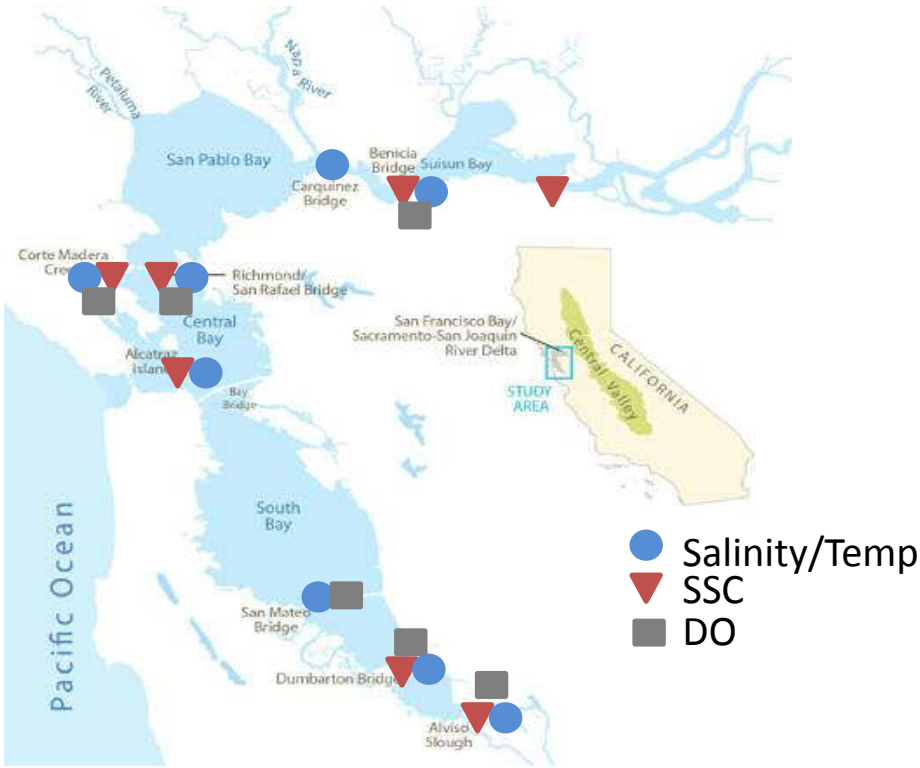 Petaluma
River
Napa River
San Pablo Bay
Carquinez
Bridge
Benicia
Bridge
Suisun Bay
Corte Madera
Cree
Richmond/
San Rafael Bridge
Central
Bay
Alcatraz
Island
Bay
Bridge
San Francisco Bay/
Sacramento-San Joaquin
River Delta
STUDY
AREA
Central Valley
CALIFORNIA
Pacific Ocean
South
Bay
San Mateo
Bridge
Dumbarton Bridge
Alviso
Slough
Salinity/Temp
SSC
DO